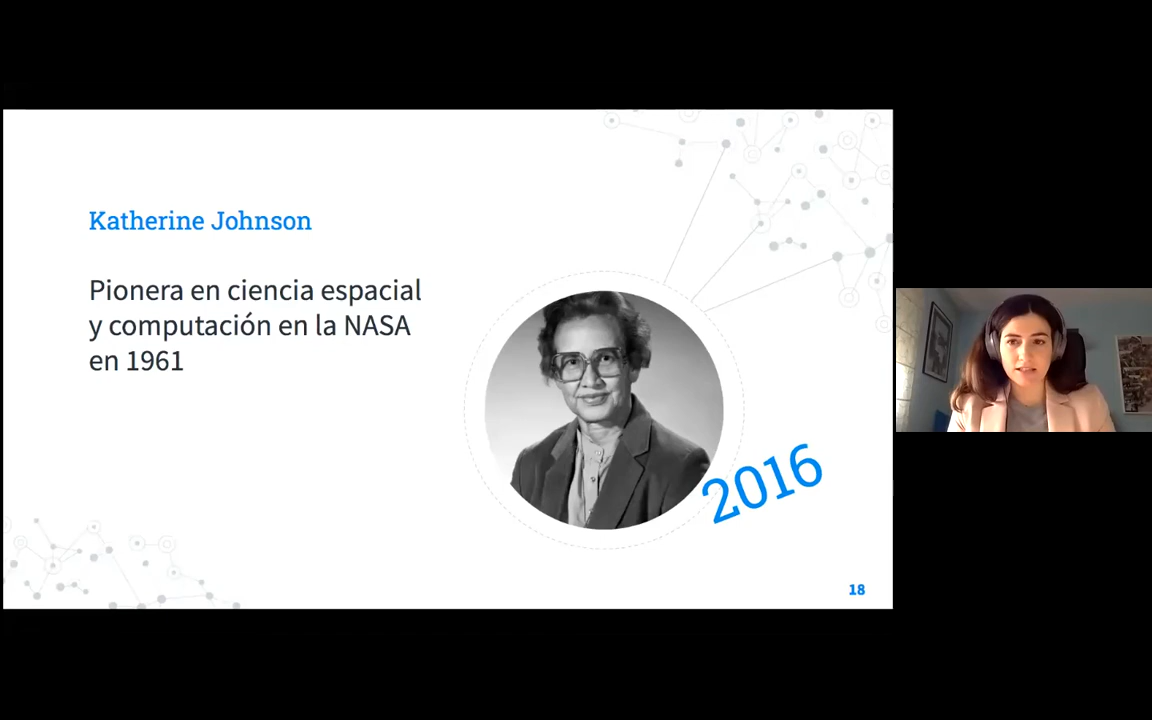 Katherine Johnson
Pionera en ciencia espacial
y computación en la NASA
en 1961
2016
18